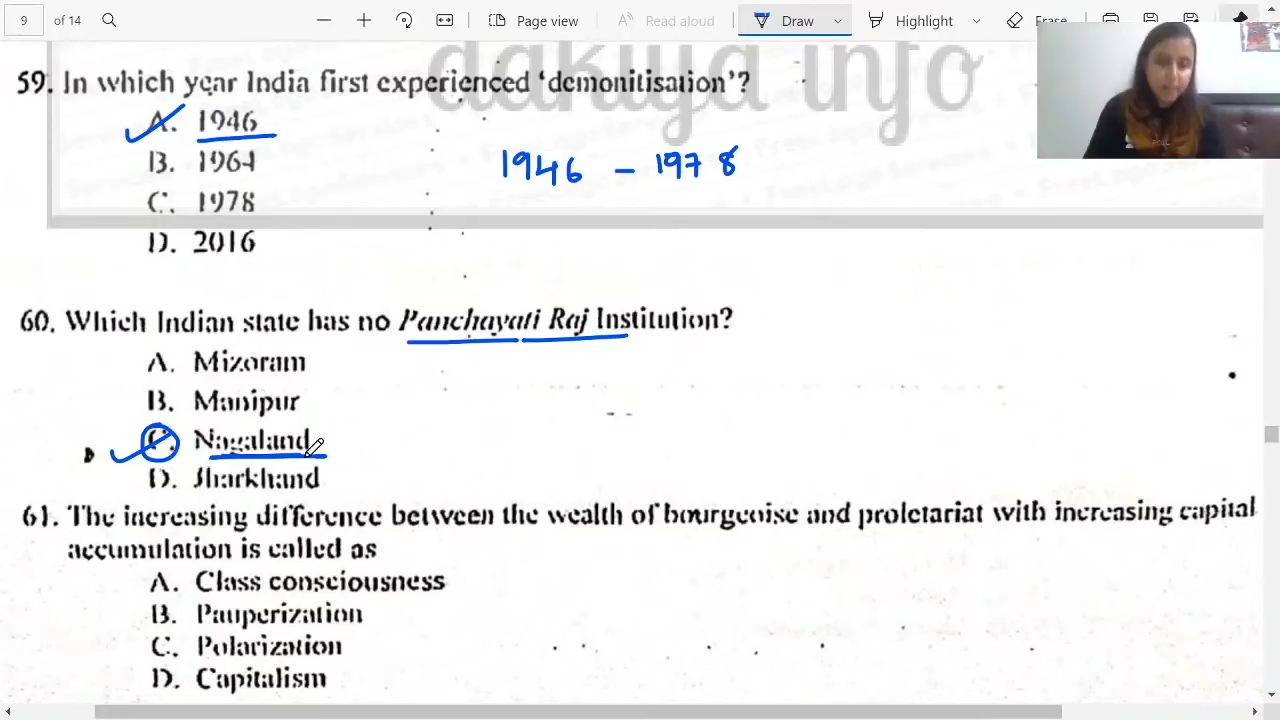 9 of 14 Page view Read aloud Draw Highlight Erase
dakiya info
59. In which year India first experienced ‘demonitisation’?
A. 1946
B. 1964
1946 – 1978
C. 1978
D. 2016
60. Which Indian state has no Panchayati Raj Institution?
A. Mizoram
B. Manipur
C. Nagaland
D. Jharkhand
61. The increasing difference between the wealth of bourgeoise and proletariat with increasing capital
accumulation is called as
A. Class consciousness
B. Pauperization
C. Polarization
D. Capitalism